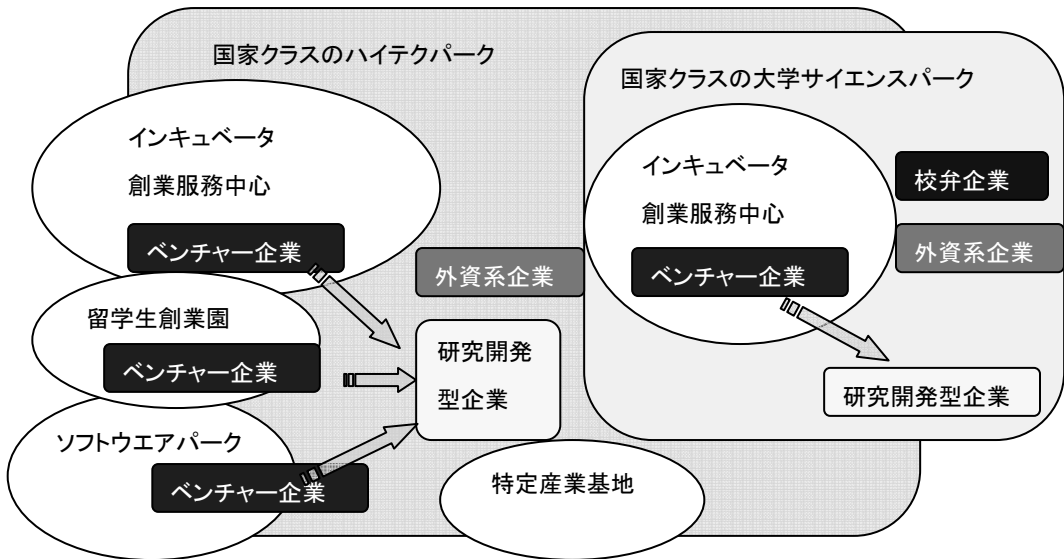 国家クラスのハイテクパーク
インキュベータ
創業服務中心
ベンチャー企業
留学生創業園
ベンチャー企業
ソフトウエアパーク
ベンチャー企業
外資系企業
研究開発
型企業
特定産業基地
国家クラスの大学サイエンスパーク
インキュベータ
創業服務中心
ベンチャー企業
校弁企業
外資系企業
研究開発型企業